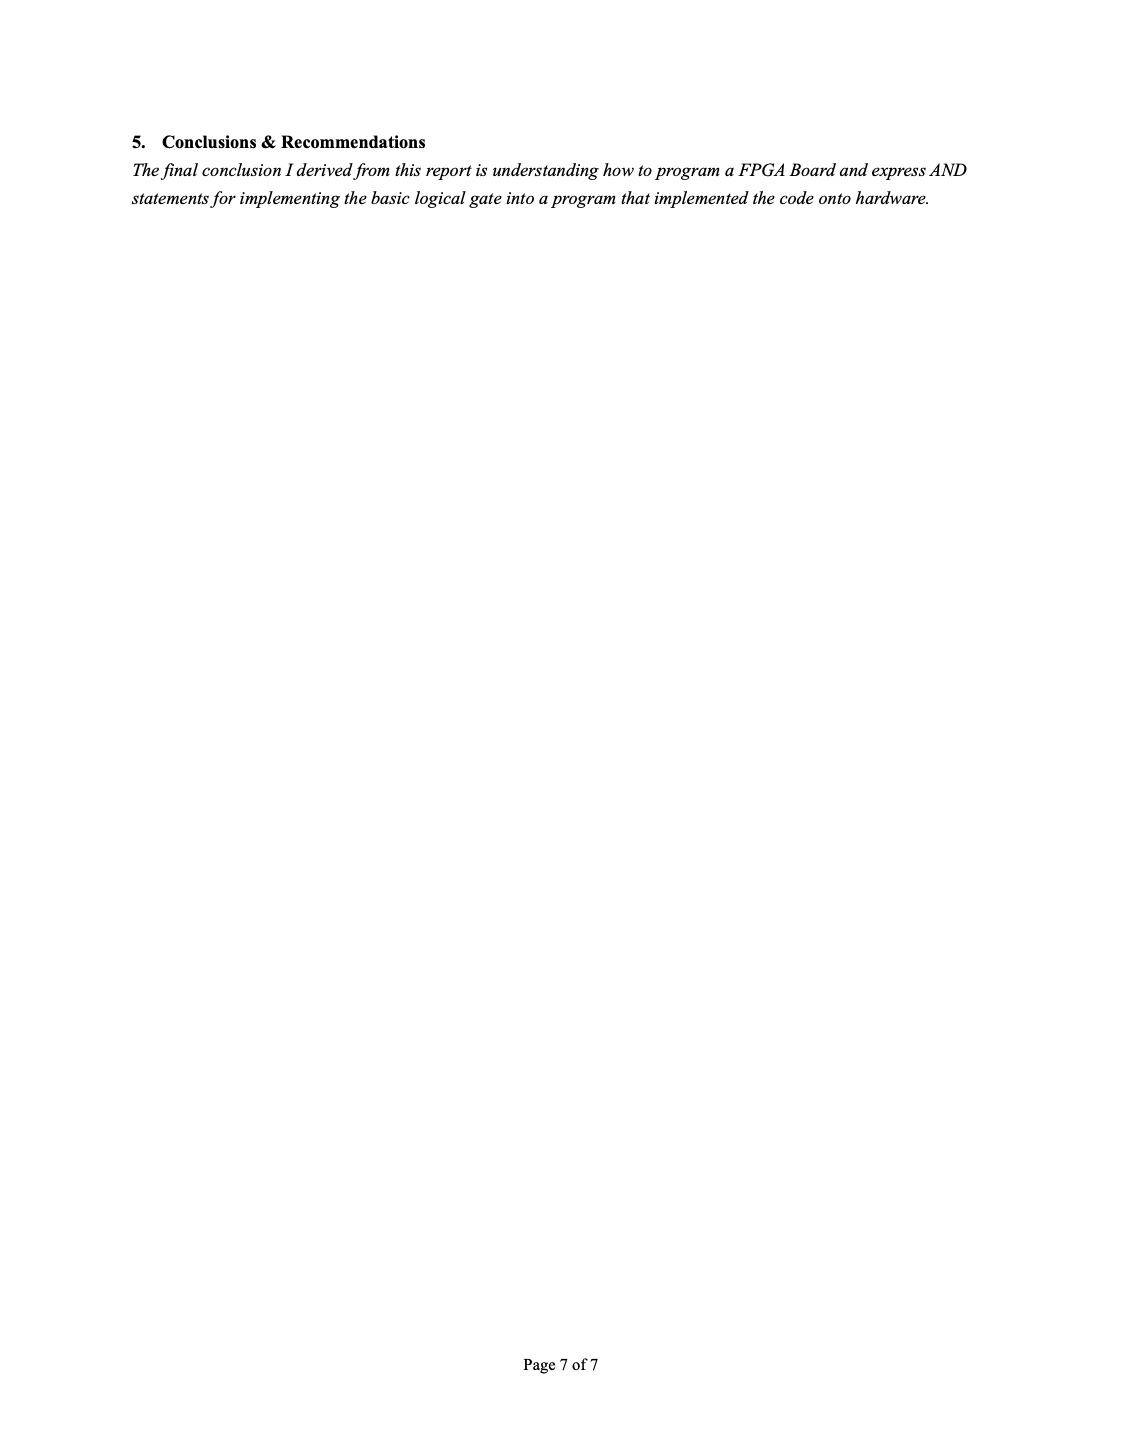 5. Conclusions & Recommendations
The final conclusion I derived from this report is understanding how to program a FPGA Board and express AND
statements for implementing the basic logical gate into a program that implemented the code onto hardware.
Page 7 of 7